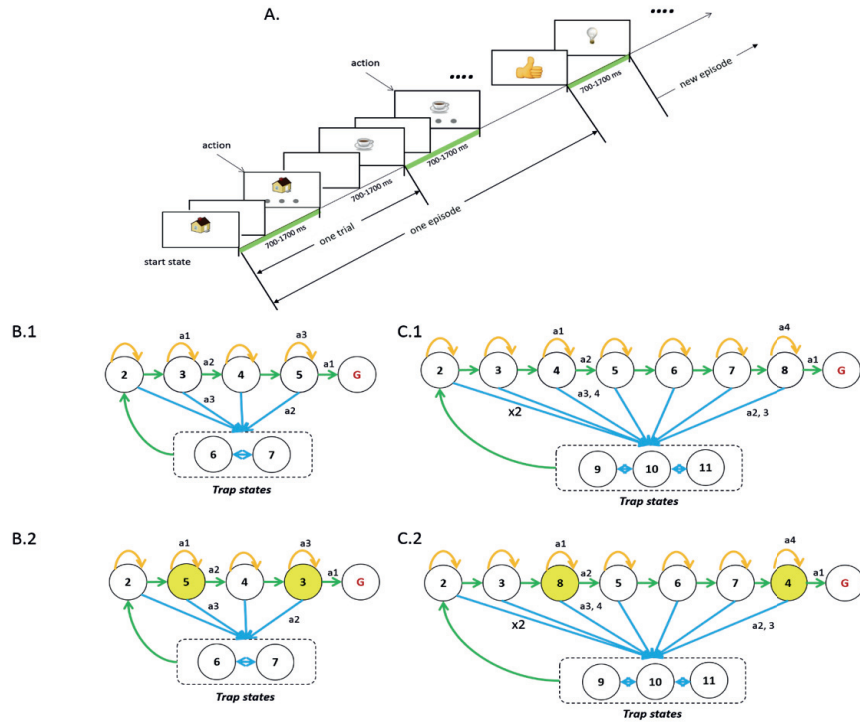 A.
....
new episode
700-1700 ms
action
....
700-1700 ms
one episode
action
700-1700 ms
one trial
700-1700 ms
start state
B.1
a1
a3
2
a2
3
4
5
a1
G
a3
a2
6
7
Trap states
C.1
a1
a4
2
3
4
a2
5
6
7
8
a1
G
a3, 4
x2
a2, 3
9
10
11
Trap states
B.2
a1
a3
2
5
a2
4
3
a1
G
a3
a2
6
7
Trap states
C.2
a1
a4
2
3
8
a2
5
6
7
4
a1
G
a3, 4
x2
a2, 3
9
10
11
Trap states